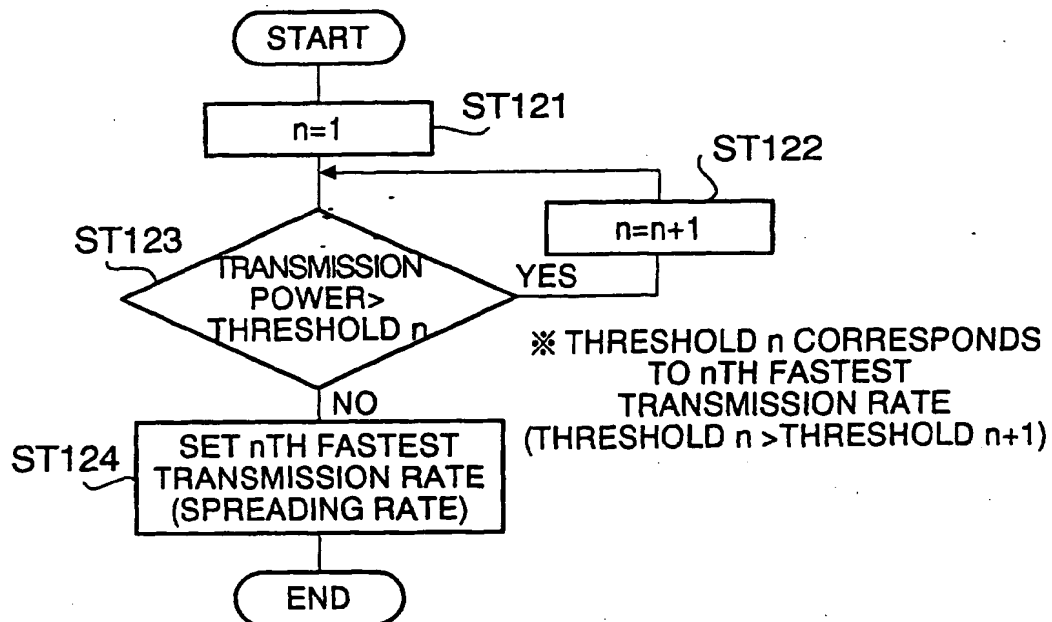 START
ST121
n=1
ST122
n=n+1
ST123
TRANSMISSION
POWER>
THRESHOLD n
YES
※ THRESHOLD n CORRESPONDS
TO nTH FASTEST
TRANSMISSION RATE
(THRESHOLD n >THRESHOLD n+1)
NO
ST124
SET nTH FASTEST
TRANSMISSION RATE
(SPREADING RATE)
END